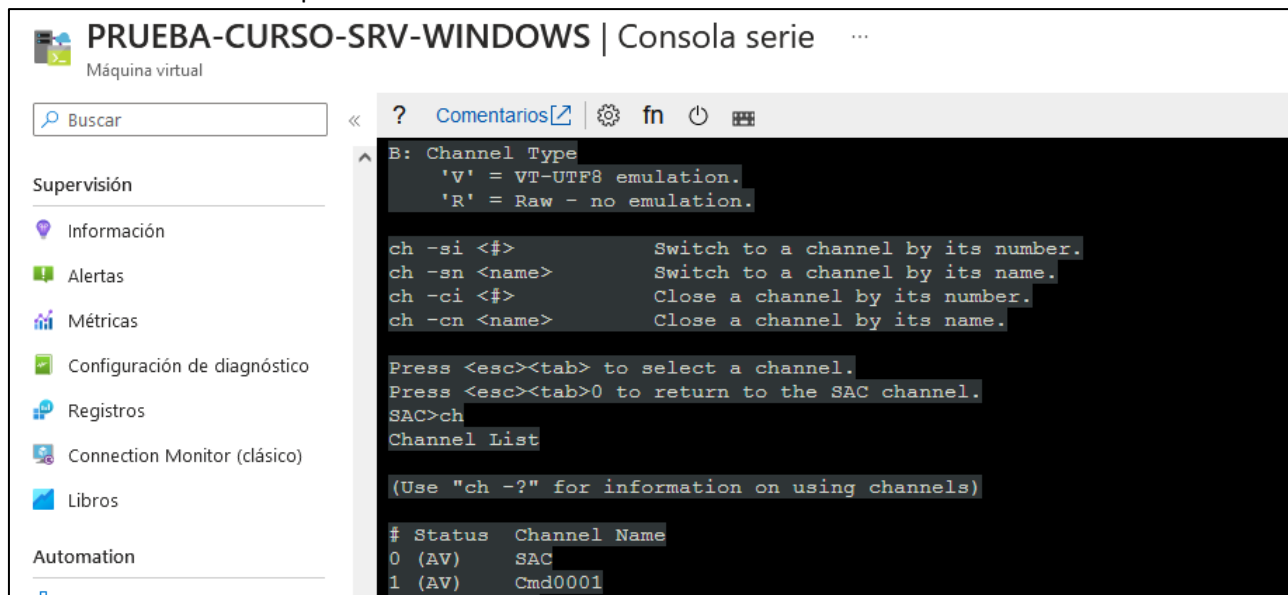 PRUEBA-CURSO-SRV-WINDOWS | Consola serie ...
Máquina virtual
Buscar
«
? Comentarios fn
Supervisión
Información
Alertas
Métricas
Configuración de diagnóstico
Registros
Connection Monitor (clásico)
Libros
Automation
B: Channel Type
'V' = VT-UTF8 emulation.
'R' = Raw - no emulation.
ch -si <#> Switch to a channel by its number.
ch -sn <name> Switch to a channel by its name.
ch -ci <#> Close a channel by its number.
ch -cn <name> Close a channel by its name.
Press <esc><tab> to select a channel.
Press <esc><tab>0 to return to the SAC channel.
SAC>ch
Channel List
(Use "ch -?" for information on using channels)
# Status Channel Name
0 (AV) SAC
1 (AV) Cmd0001